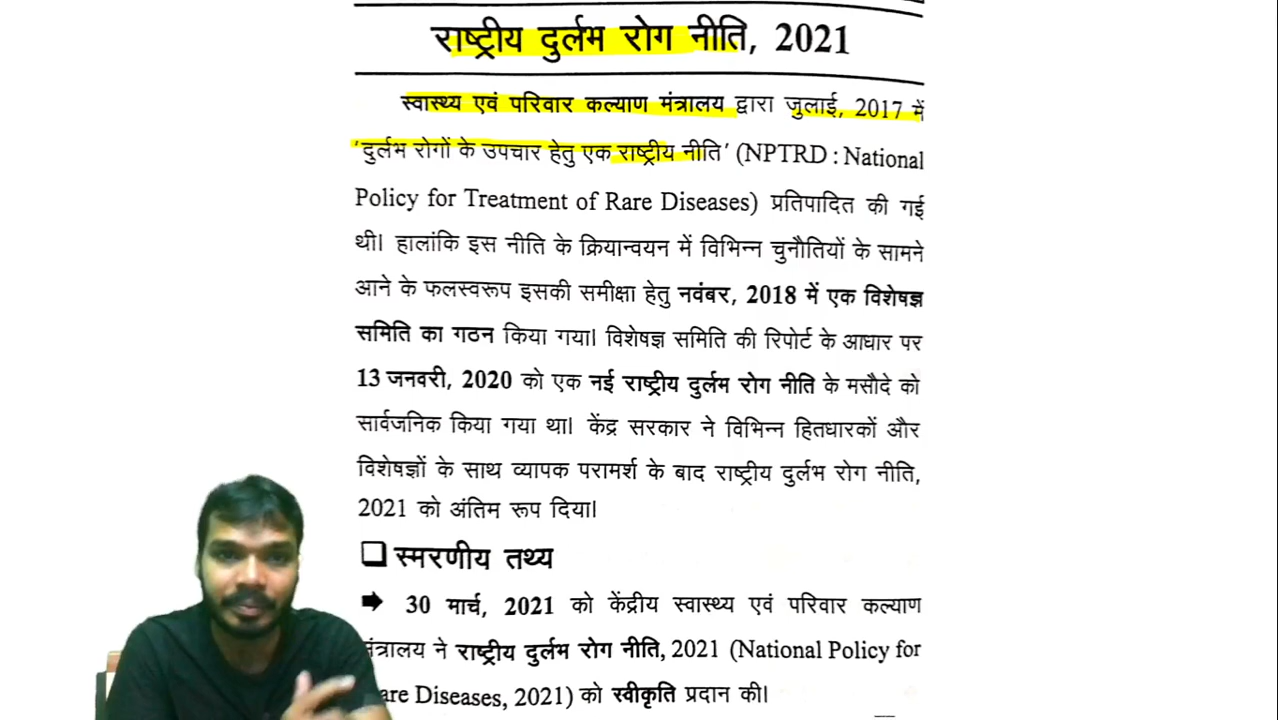 राष्ट्रीय दुर्लभ रोग नीति, 2021
स्वास्थ्य एवं परिवार कल्याण मंत्रालय द्वारा जुलाई, 2017 में
'दुर्लभ रोगों के उपचार हेतु एक राष्ट्रीय नीति' (NPTRD : National
Policy for Treatment of Rare Diseases) प्रतिपादित की गई
थी। हालांकि इस नीति के क्रियान्वयन में विभिन्न चुनौतियों के सामने
आने के फलस्वरूप इसकी समीक्षा हेतु नवंबर, 2018 में एक विशेषज्ञ
समिति का गठन किया गया। विशेषज्ञ समिति की रिपोर्ट के आधार पर
13 जनवरी, 2020 को एक नई राष्ट्रीय दुर्लभ रोग नीति के मसौदे को
सार्वजनिक किया गया था। केंद्र सरकार ने विभिन्न हितधारकों और
विशेषज्ञों के साथ व्यापक परामर्श के बाद राष्ट्रीय दुर्लभ रोग नीति,
2021 को अंतिम रूप दिया।
❑ स्मरणीय तथ्य
➡ 30 मार्च, 2021 को केंद्रीय स्वास्थ्य एवं परिवार कल्याण
मंत्रालय ने राष्ट्रीय दुर्लभ रोग नीति, 2021 (National Policy for
Diseases, 2021) को स्वीकृति प्रदान की।